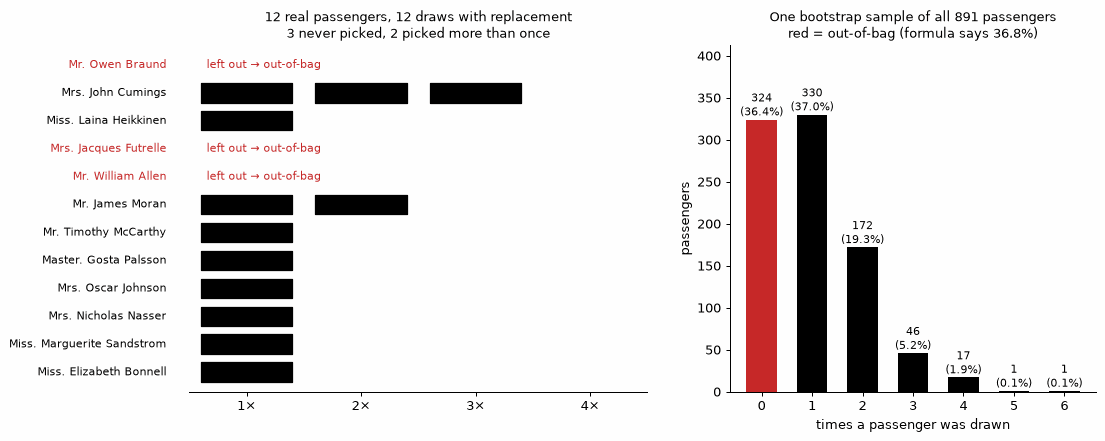 12 real passengers, 12 draws with replacement
3 never picked, 2 picked more than once
Mr. Owen Braund left out → out-of-bag
Mrs. John Cumings
Miss. Laina Heikkinen
Mrs. Jacques Futrelle left out → out-of-bag
Mr. William Allen left out → out-of-bag
Mr. James Moran
Mr. Timothy McCarthy
Master. Gosta Palsson
Mrs. Oscar Johnson
Mrs. Nicholas Nasser
Miss. Marguerite Sandstrom
Miss. Elizabeth Bonnell
1× 2× 3× 4×
One bootstrap sample of all 891 passengers
red = out-of-bag (formula says 36.8%)
passengers
400
350
300
250
200
150
100
50
0
324
(36.4%)
330
(37.0%)
172
(19.3%)
46
(5.2%)
17
(1.9%)
1
(0.1%)
1
(0.1%)
0 1 2 3 4 5 6
times a passenger was drawn